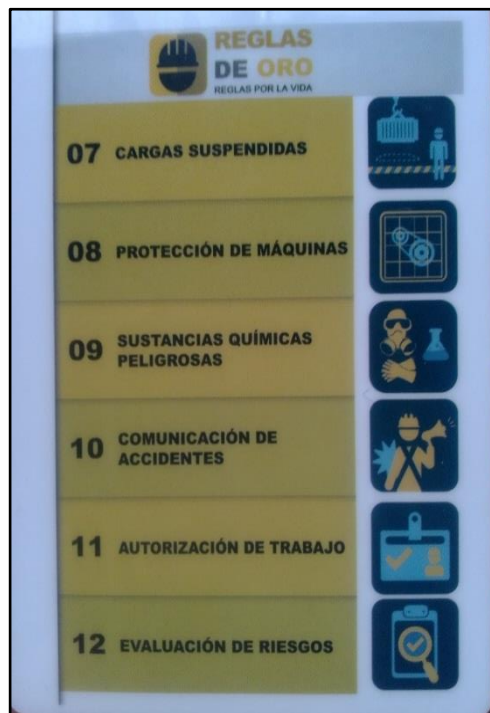 REGLAS
DE ORO
REGLAS POR LA VIDA
07 CARGAS SUSPENDIDAS
08 PROTECCIÓN DE MÁQUINAS
09 SUSTANCIAS QUÍMICAS
PELIGROSAS
10 COMUNICACIÓN DE
ACCIDENTES
11 AUTORIZACIÓN DE TRABAJO
12 EVALUACIÓN DE RIESGOS